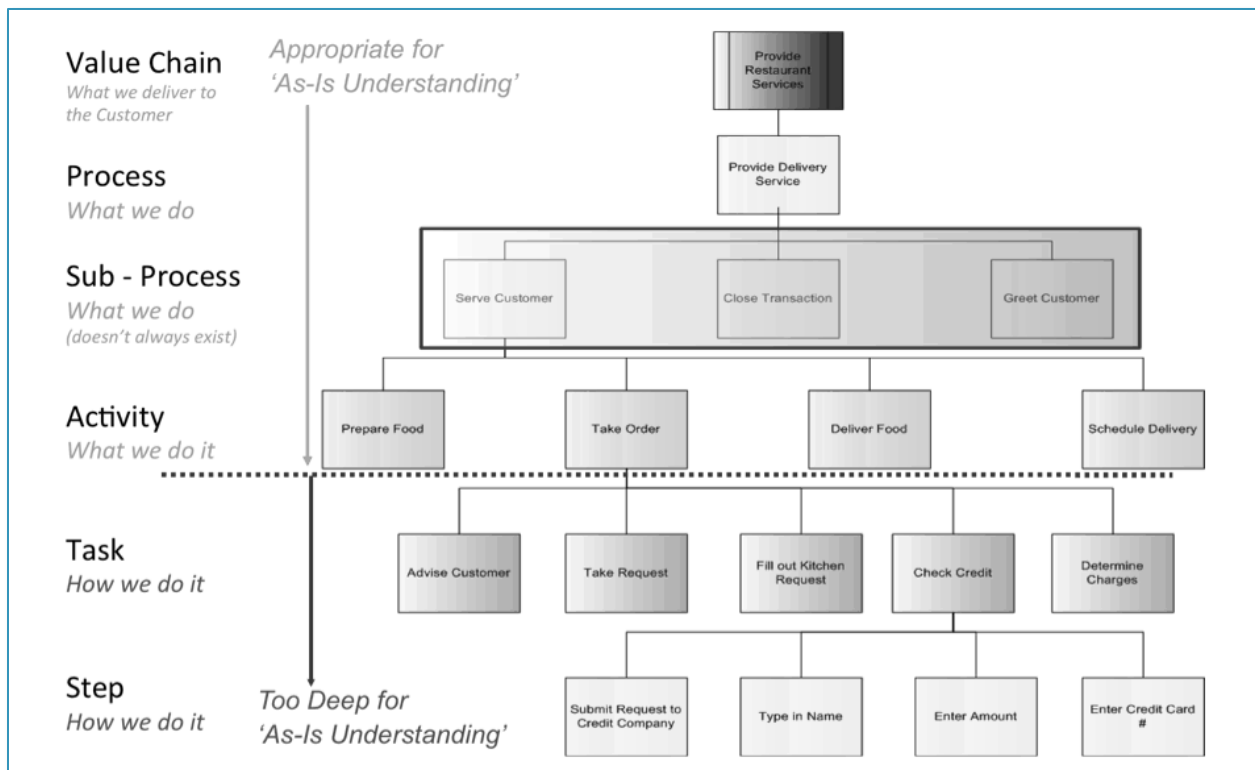 Value Chain
What we deliver to
the Customer
Appropriate for
‘As-Is Understanding’
Provide
Restaurant
Services
Process
What we do
Provide Delivery
Service
Sub - Process
What we do
(doesn’t always exist)
Serve Customer
Close Transaction
Greet Customer
Activity
What we do it
Prepare Food
Take Order
Deliver Food
Schedule Delivery
Task
How we do it
Advise Customer
Take Request
Fill out Kitchen
Request
Check Credit
Determine
Charges
Step
How we do it
Too Deep for
‘As-Is Understanding’
Submit Request to
Credit Company
Type in Name
Enter Amount
Enter Credit Card
#